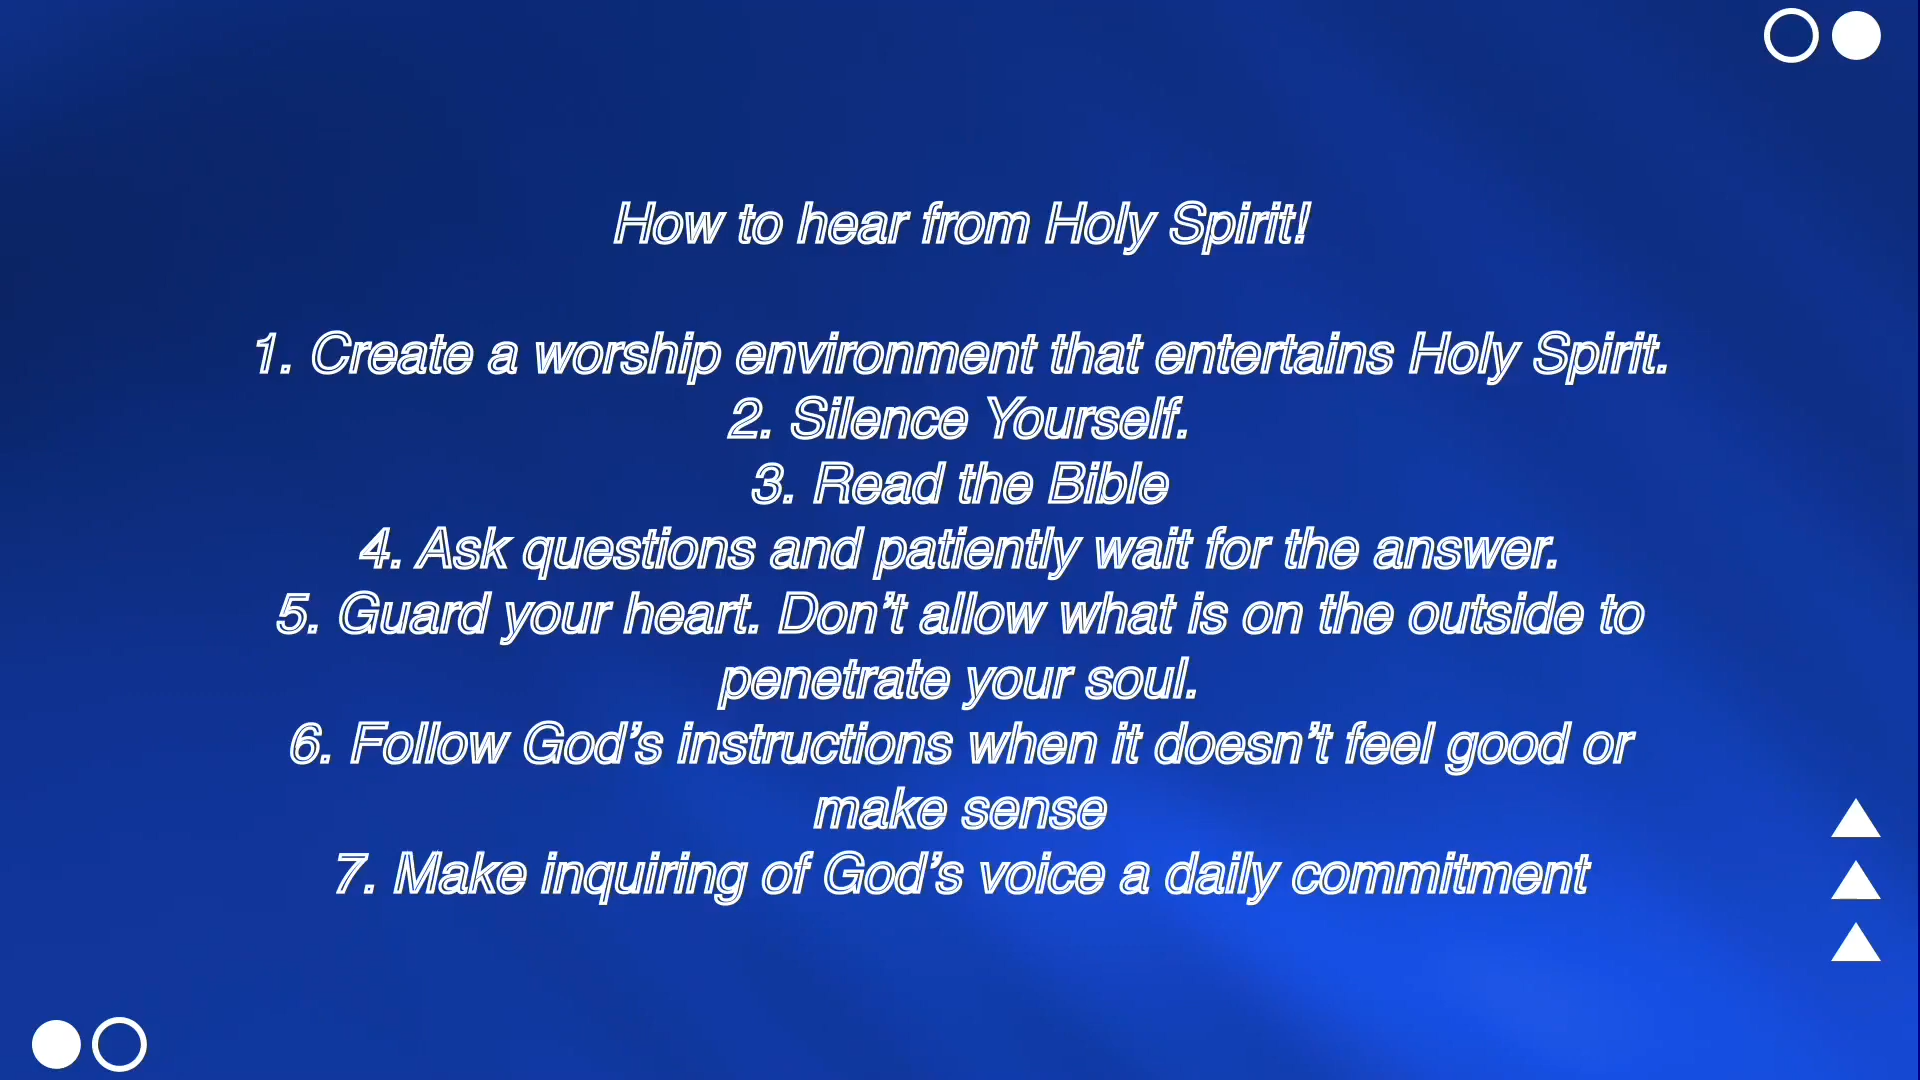 How to hear from Holy Spirit!
1. Create a worship environment that entertains Holy Spirit.
2. Silence Yourself.
3. Read the Bible
4. Ask questions and patiently wait for the answer.
5. Guard your heart. Don’t allow what is on the outside to
penetrate your soul.
6. Follow God’s instructions when it doesn’t feel good or
make sense
7. Make inquiring of God’s voice a daily commitment